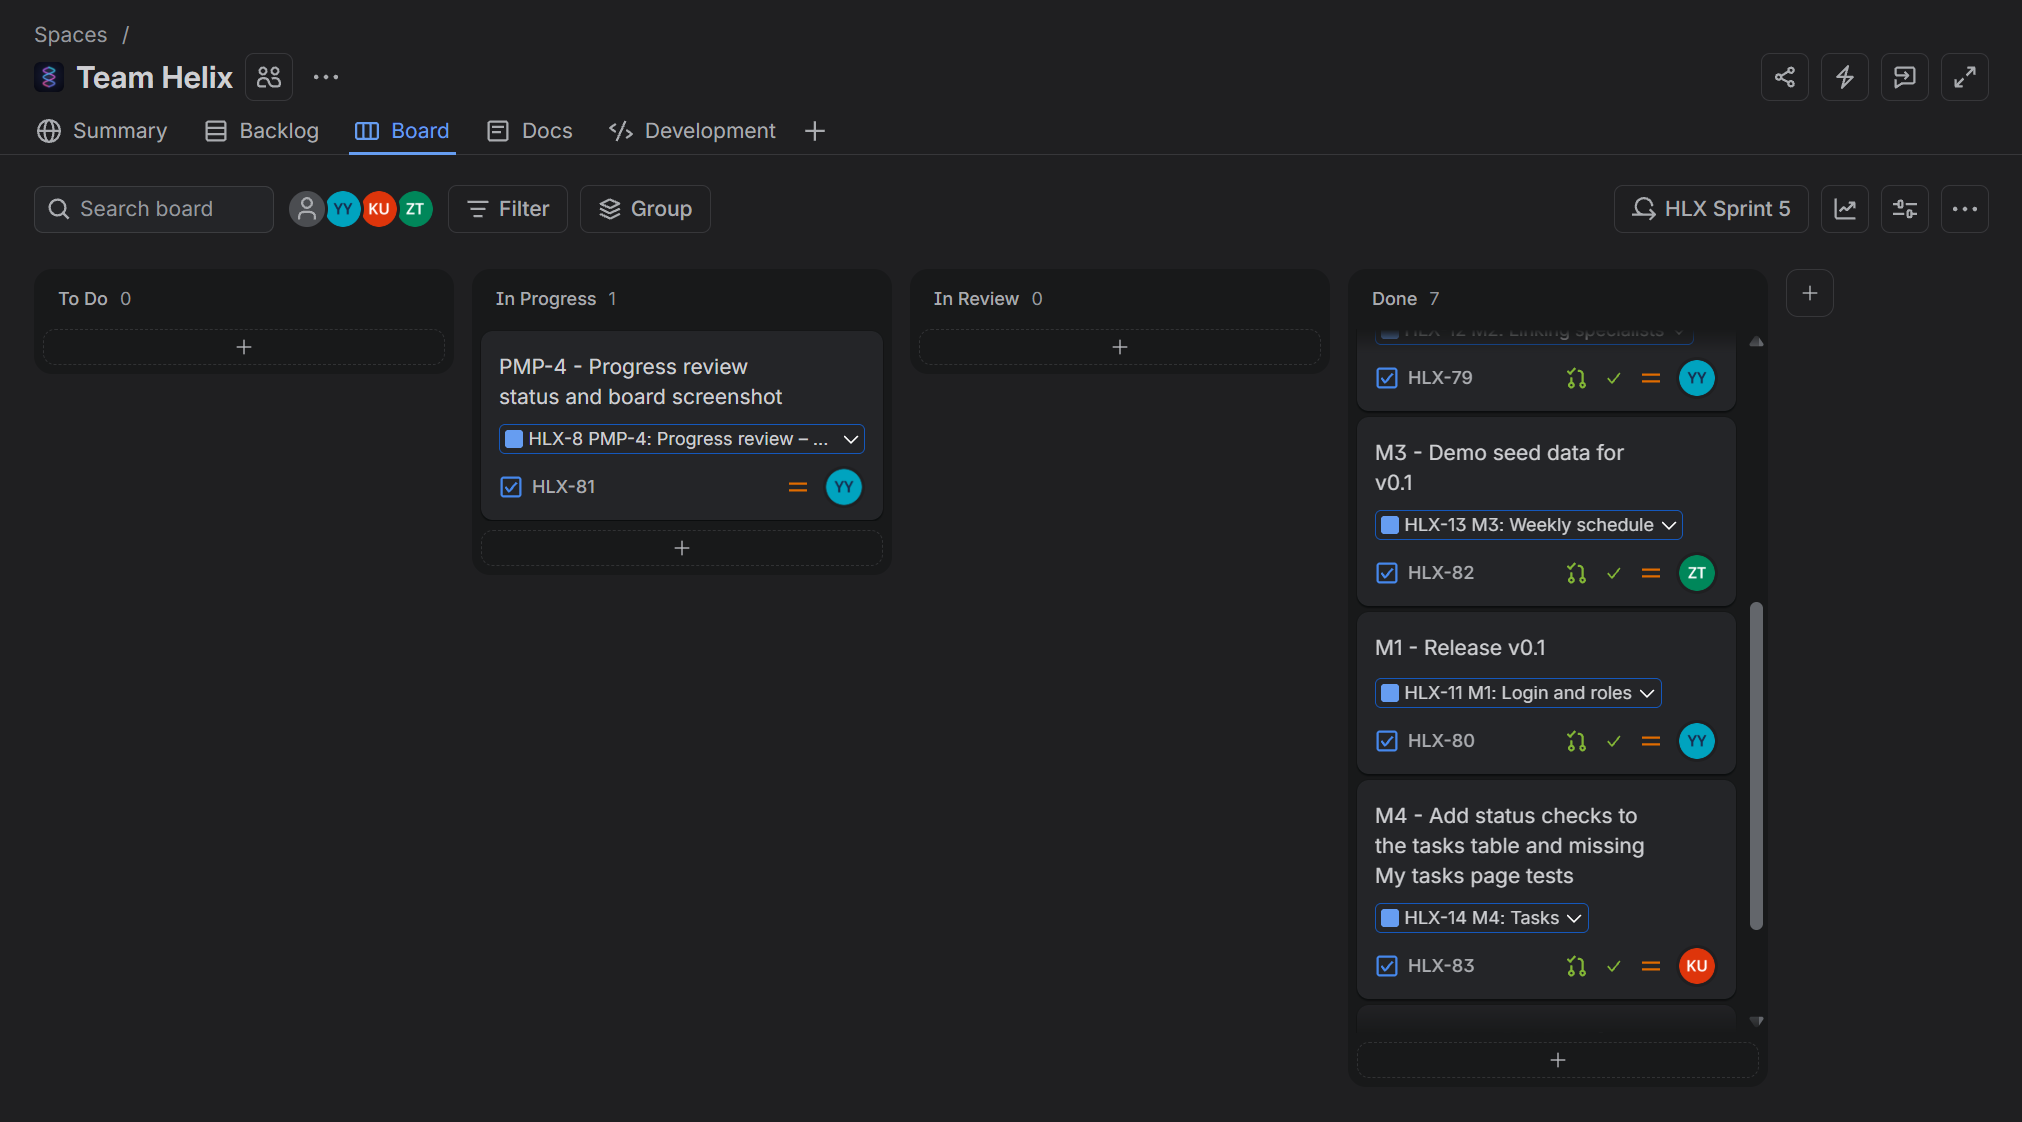 Spaces /
Team Helix
Summary
Backlog
Board
Docs
Development
Search board
YY
KU
ZT
Filter
Group
HLX Sprint 5
To Do 0
In Progress 1
PMP-4 - Progress review
status and board screenshot
HLX-8 PMP-4: Progress review – ...
HLX-81
YY
In Review 0
Done 7
HLX-12 M2: Linking specialists
HLX-79
YY
M3 - Demo seed data for
v0.1
HLX-13 M3: Weekly schedule
HLX-82
ZT
M1 - Release v0.1
HLX-11 M1: Login and roles
HLX-80
YY
M4 - Add status checks to
the tasks table and missing
My tasks page tests
HLX-14 M4: Tasks
HLX-83
KU